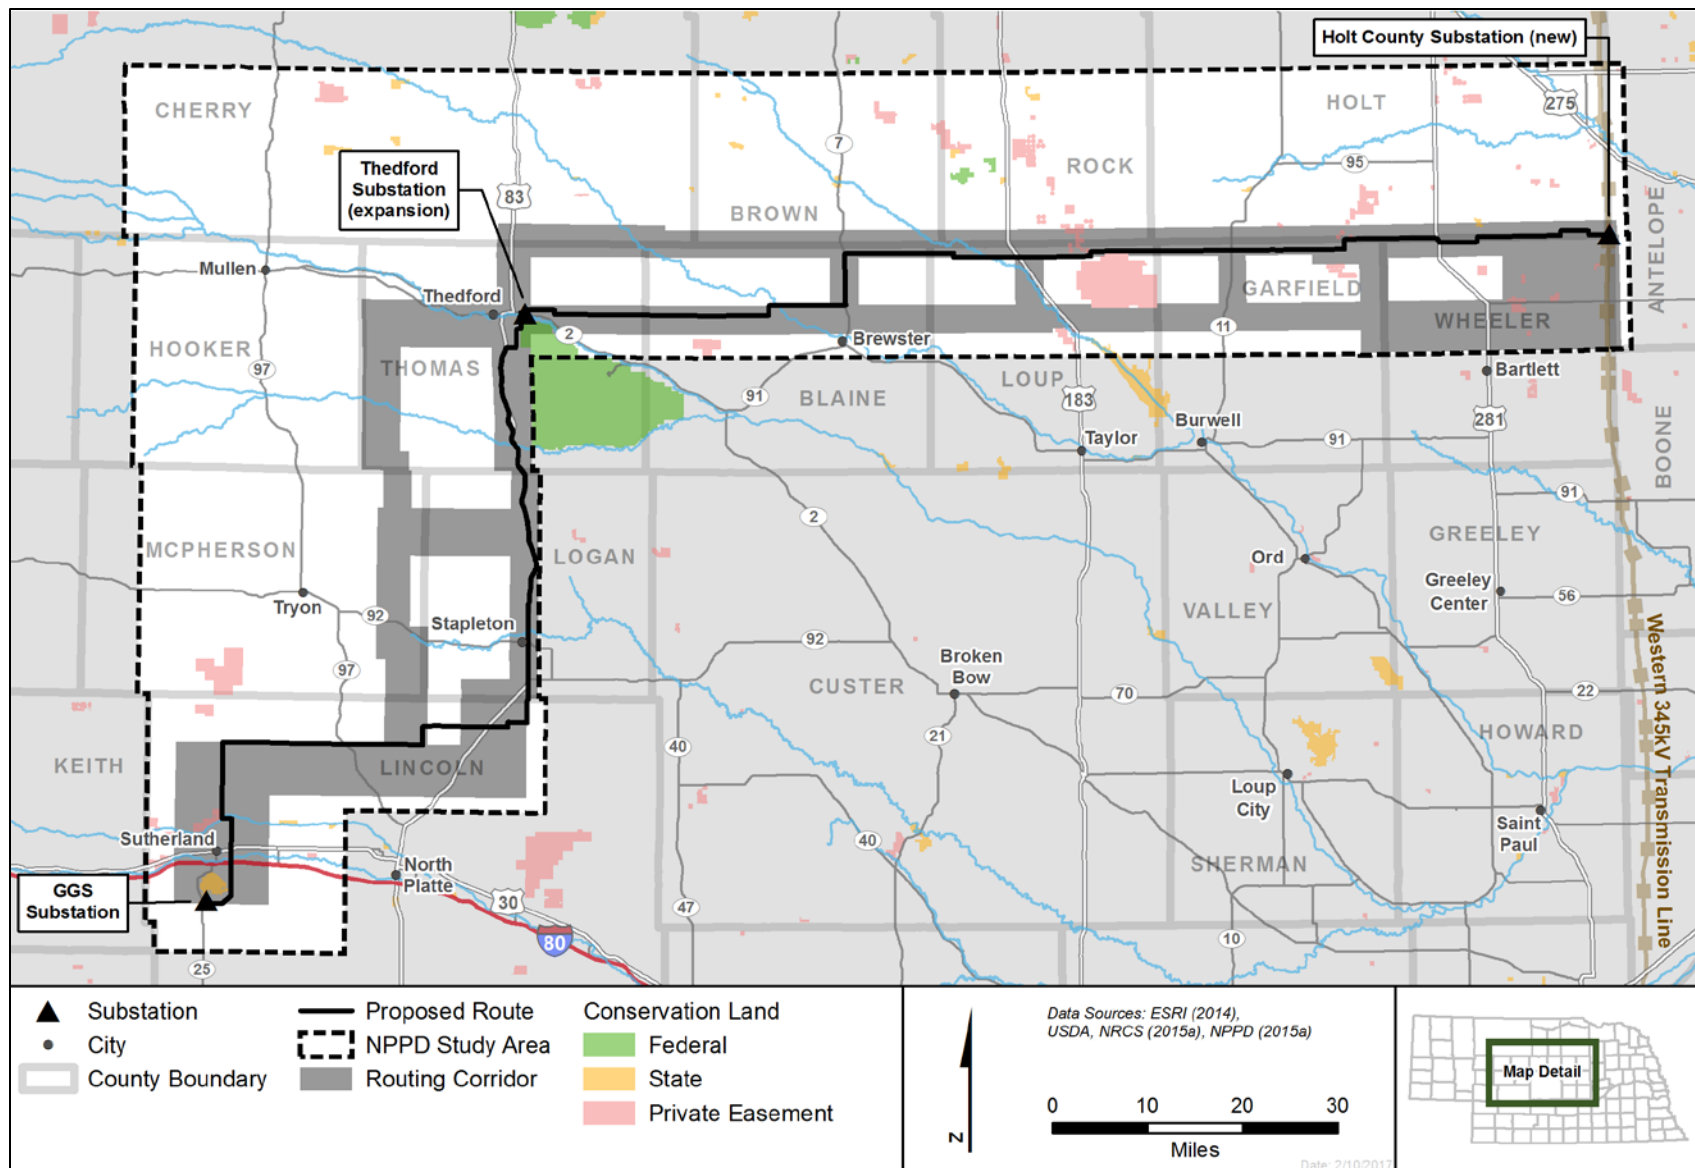 Holt County Substation (new)
275
CHERRY
HOLT
7
Thedford
Substation
(expansion)
83
ROCK
95
BROWN
ANTELOPE
Mullen
Thedford
GARFIELD
2
11
WHEELER
Brewster
HOOKER
THOMAS
97
BLAINE
LOUP
Bartlett
91
183
281
Burwell
Taylor
91
BOONE
91
2
MCPHERSON
LOGAN
GREELEY
Ord
Greeley
Center
56
Tryon
92
Stapleton
VALLEY
92
97
Broken
Bow
CUSTER
70
22
Western 345kV Transmission Line
HOWARD
21
40
KEITH
LINCOLN
Loup
City
Saint
Paul
Sutherland
40
SHERMAN
North
Platte
GGS
Substation
30
47
80
10
25
Substation
City
County Boundary
Proposed Route
NPPD Study Area
Routing Corridor
Conservation Land
Federal
State
Private Easement
N
Data Sources: ESRI (2014),
USDA, NRCS (2015a), NPPD (2015a)
0 10 20 30
Miles
Map Detail
Date: 2/10/2017